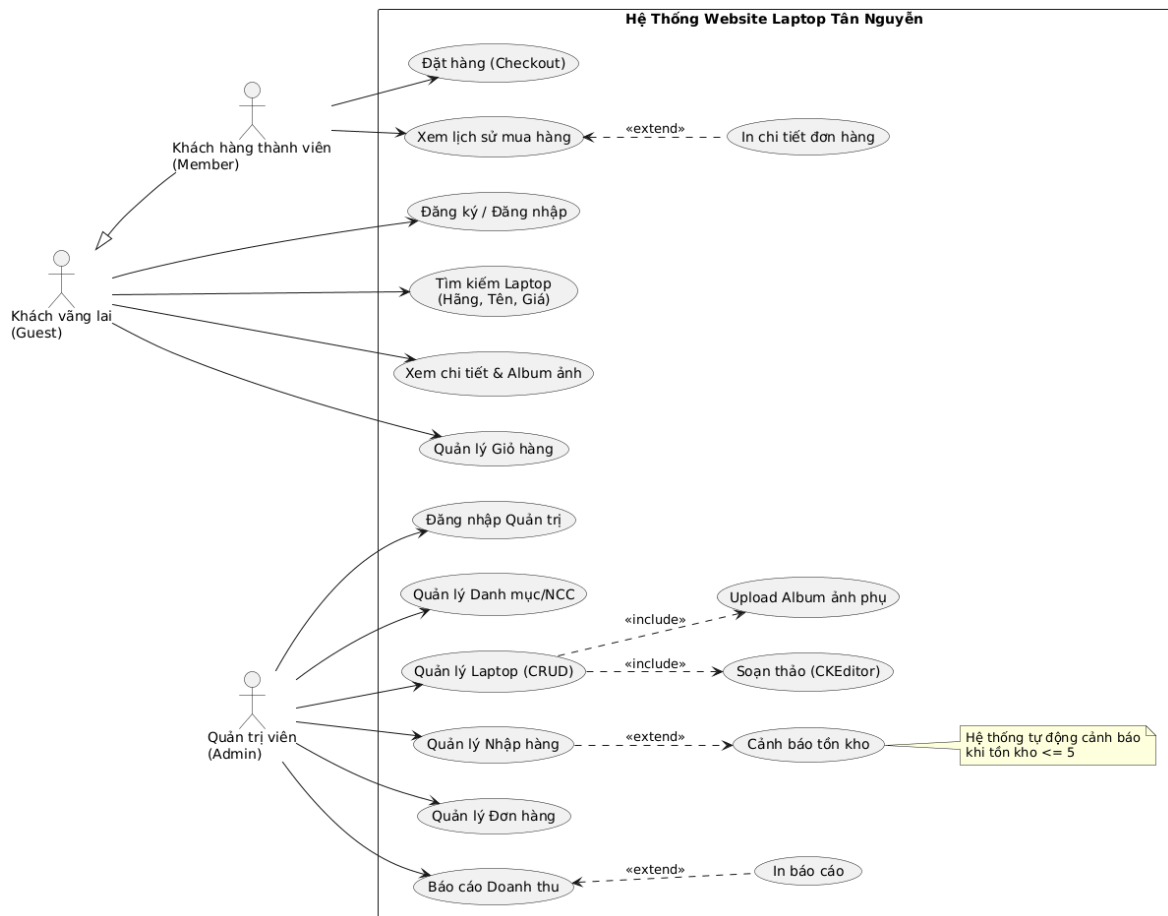 Hệ Thống Website Laptop Tân Nguyễn
Đặt hàng (Checkout)
Khách hàng thành viên
(Member)
Xem lịch sử mua hàng
«extend»
In chi tiết đơn hàng
Đăng ký / Đăng nhập
Khách vãng lai
(Guest)
Tìm kiếm Laptop
(Hãng, Tên, Giá)
Xem chi tiết & Album ảnh
Quản lý Giỏ hàng
Đăng nhập Quản trị
Quản lý Danh mục/NCC
«include»
Upload Album ảnh phụ
Quản lý Laptop (CRUD)
«include»
Soạn thảo (CKEditor)
Quản trị viên
(Admin)
Quản lý Nhập hàng
«extend»
Cảnh báo tồn kho
Hệ thống tự động cảnh báo
khi tồn kho <= 5
Quản lý Đơn hàng
Báo cáo Doanh thu
«extend»
In báo cáo